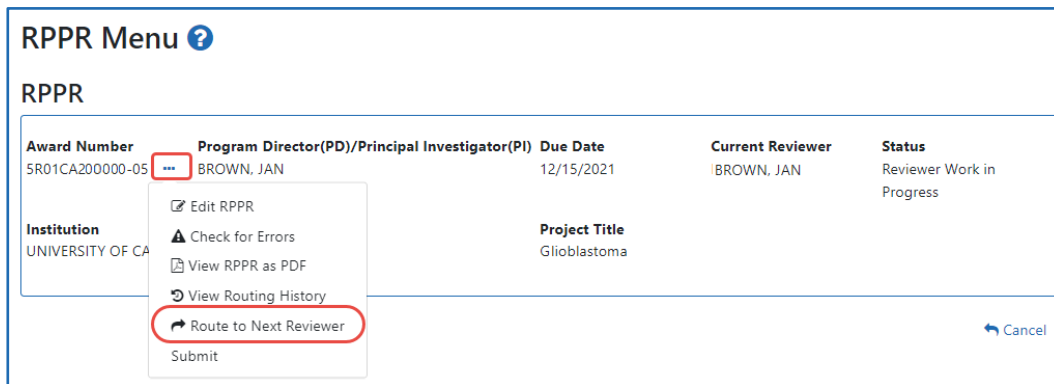 RPPR Menu ?
RPPR
Award Number Program Director(PD)/Principal Investigator(PI) Due Date Current Reviewer Status
5R01CA200000-05 ··· BROWN, JAN 12/15/2021 BROWN, JAN Reviewer Work in
Progress
Edit RPPR
Institution Project Title
UNIVERSITY OF CA Glioblastoma
Check for Errors
View RPPR as PDF
View Routing History
Route to Next Reviewer
Submit
Cancel